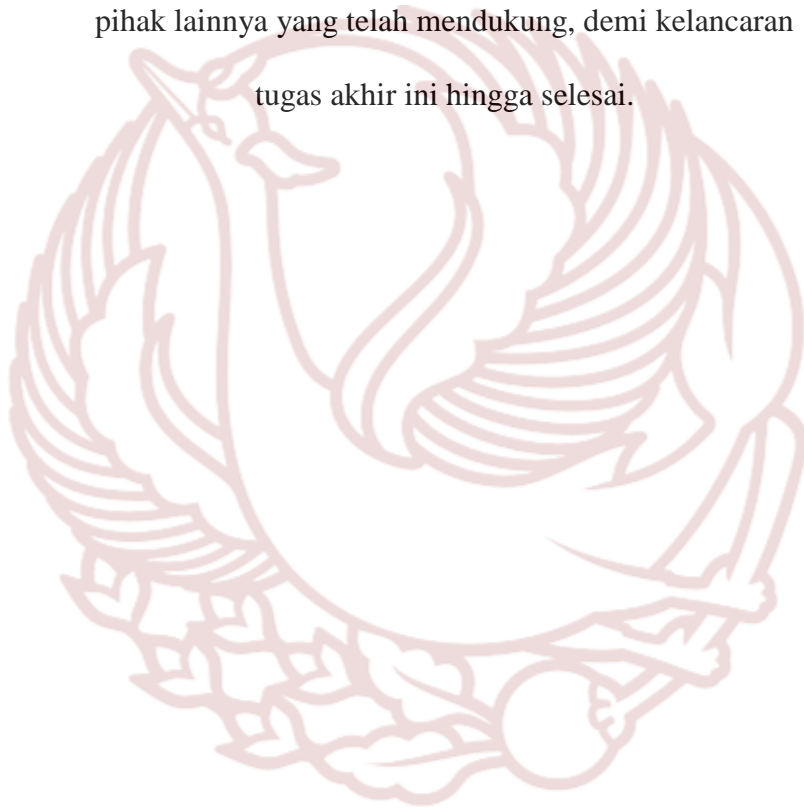 pihak lainnya yang telah mendukung, demi kelancaran
tugas akhir ini hingga selesai.